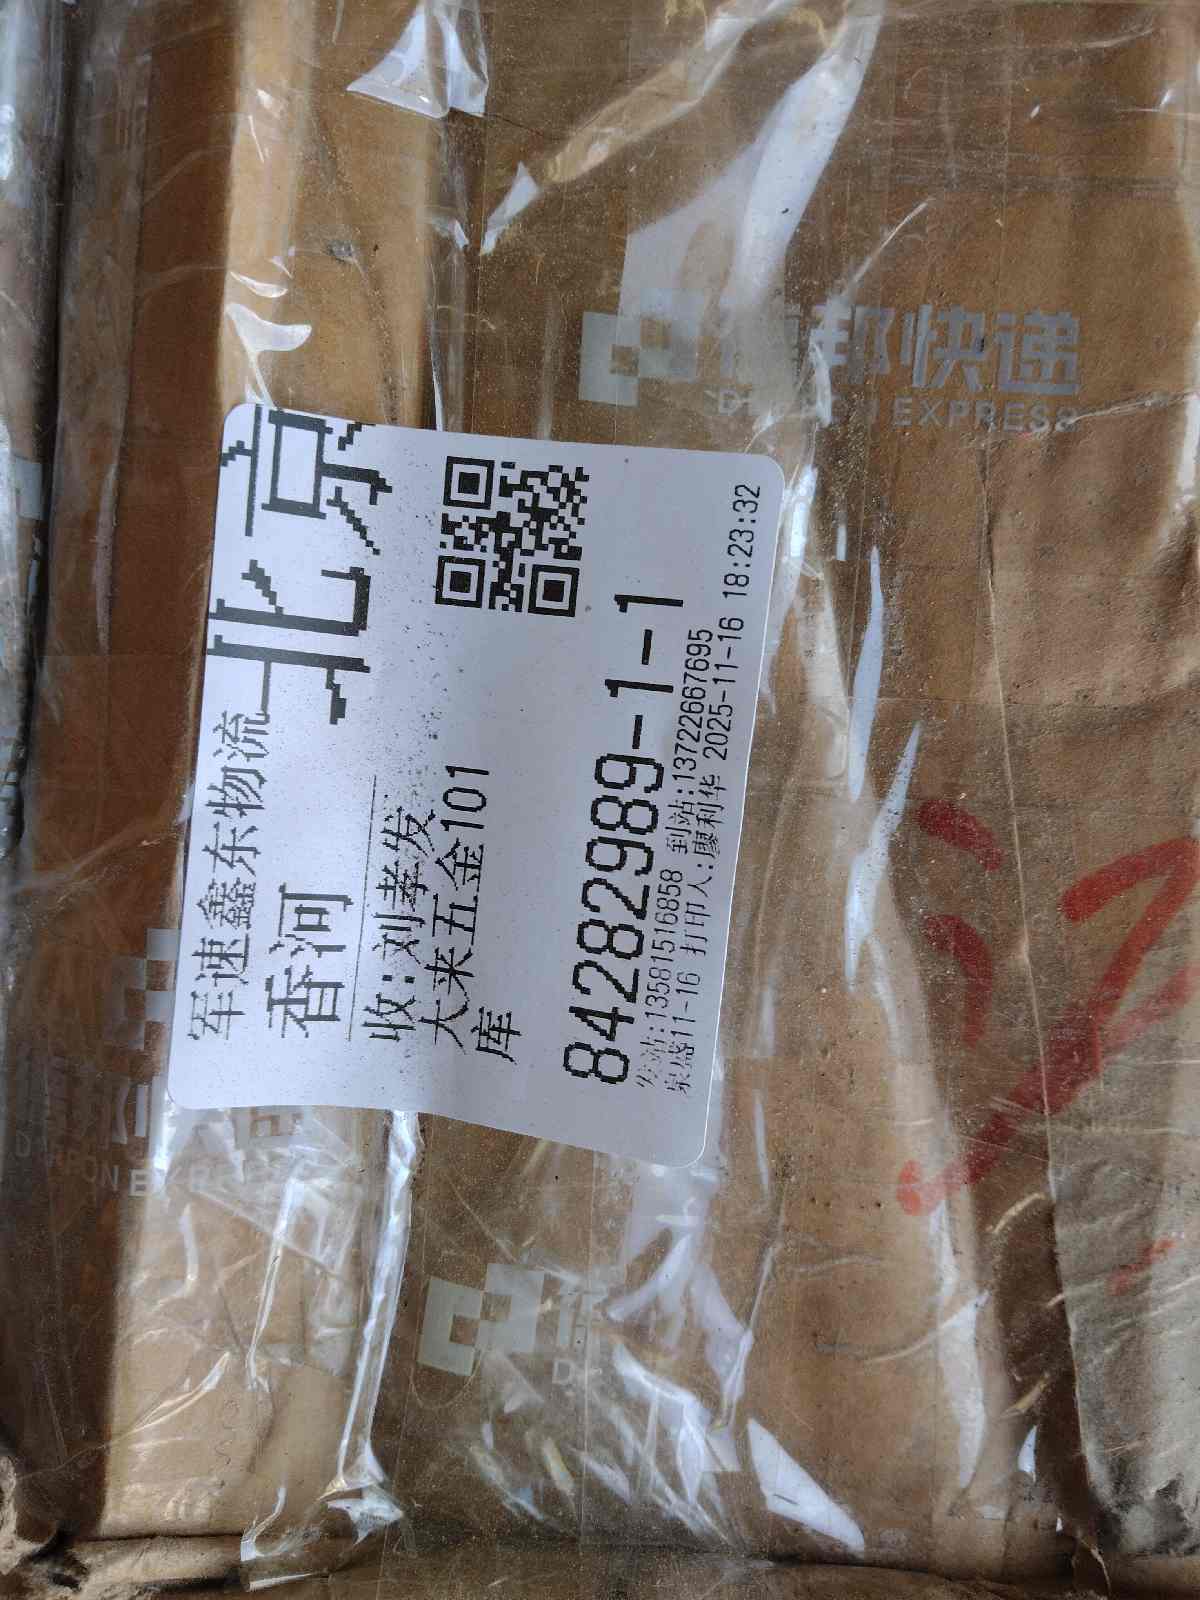 军速鑫东物流
北京
香河
收:刘孝发
大来五金101
库
84282989-1-1
发站:13581516858 到站:13722667695
泉盛11-16 打印人:廖利华 2025-11-16 18:23:32
邦快递
EXPRESS